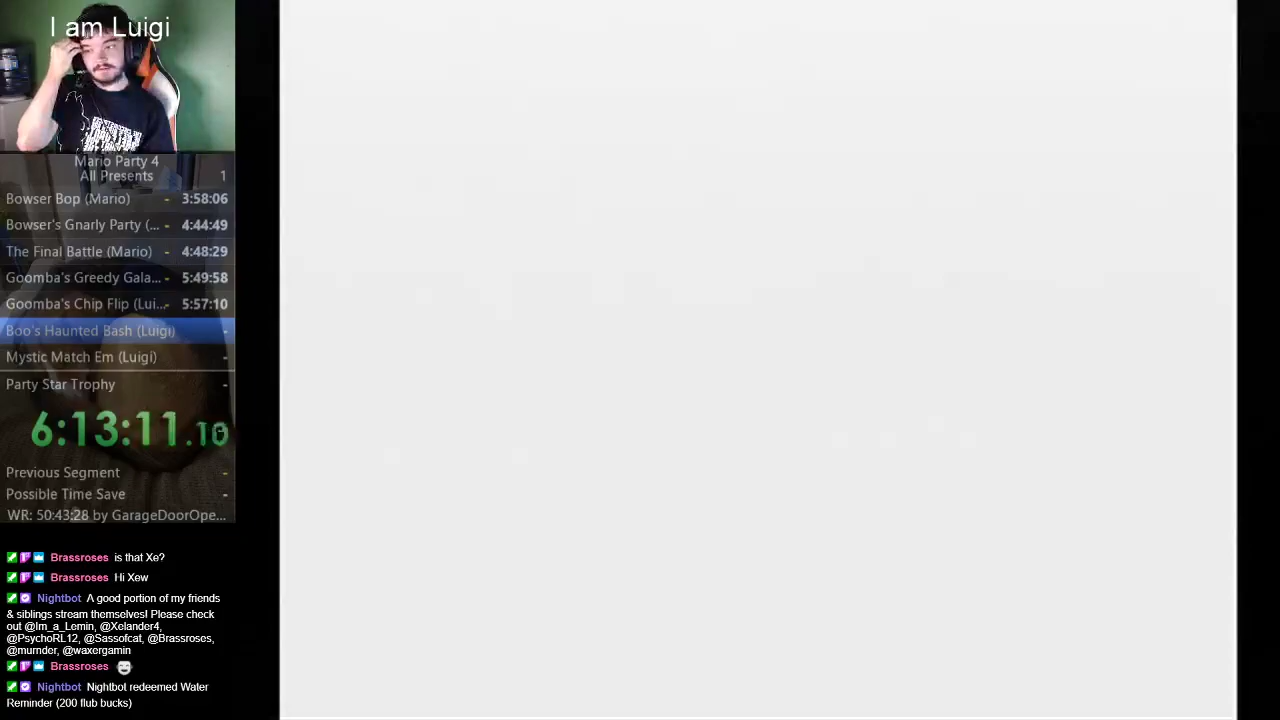 I am Luigi
Mario Party 4
All Presents 1
Bowser Bop (Mario) - 3:58:06
Bowser's Gnarly Party (... - 4:44:49
The Final Battle (Mario) - 4:48:29
Goomba's Greedy Gala... - 5:49:58
Goomba's Chip Flip (Lui... - 5:57:10
Boo's Haunted Bash (Luigi) -
Mystic Match Em (Luigi) -
Party Star Trophy -
6:13:11.10
Previous Segment -
Possible Time Save -
WR: 50:43:28 by GarageDoorOpe...
Brassroses is that Xe?
Brassroses Hi Xew
Nightbot A good portion of my friends
& siblings stream themselves! Please check
out @Im_a_Lemin, @Xelander4,
@PsychoRL12, @Sassofcat, @Brassroses,
@murnder, @waxergamin
Brassroses
Nightbot Nightbot redeemed Water
Reminder (200 flub bucks)